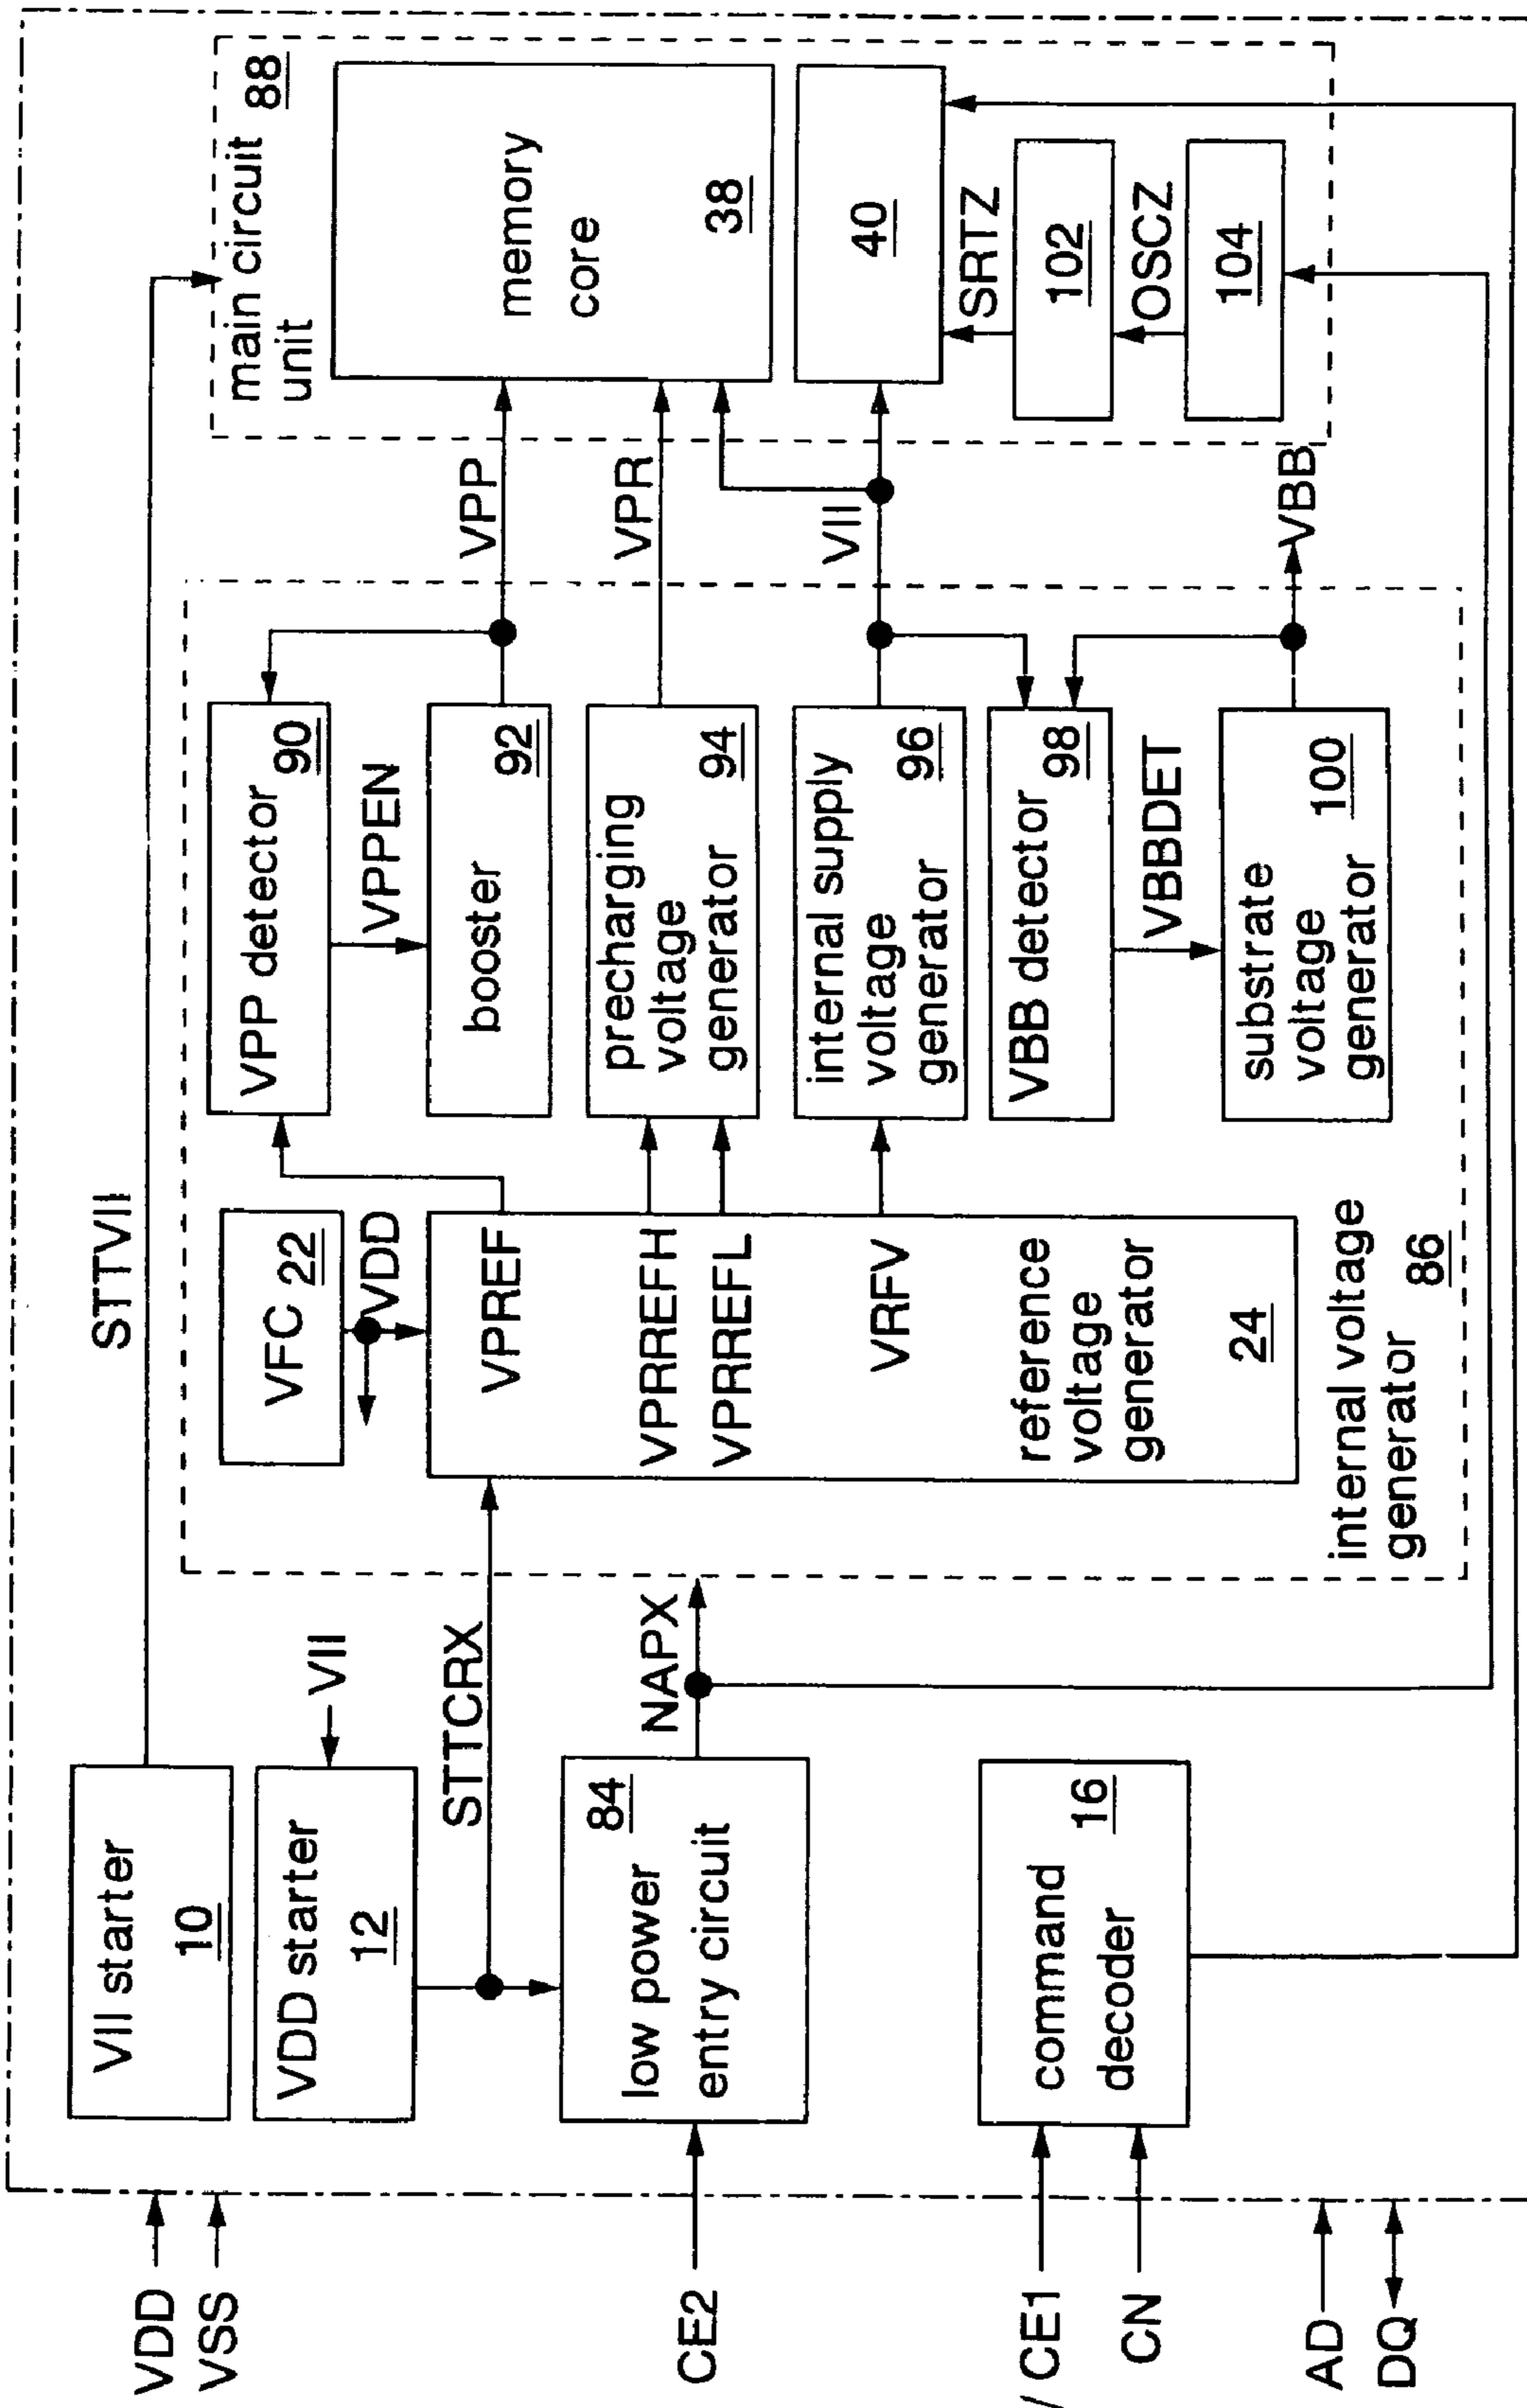 VDD
VSS
CE2
/ CE1
CN
AD
DQ
VII starter
10
VDD starter
12
VII
STTVII
STTCRX
low power
entry circuit
84
NAPX
command
decoder
16
VFC 22
VDD
VPREF
VPRREFH
VPRREFL
VRFV
reference
voltage
generator
24
internal voltage
generator
86
VPP detector
90
VPPEN
booster
92
precharging
voltage
generator
94
internal supply
voltage
generator
96
VBB detector
98
VBBDET
substrate
voltage
generator
100
VPP
VPR
VII
VBB
main circuit
unit
88
memory
core
38
40
SRTZ
102
OSCZ
104